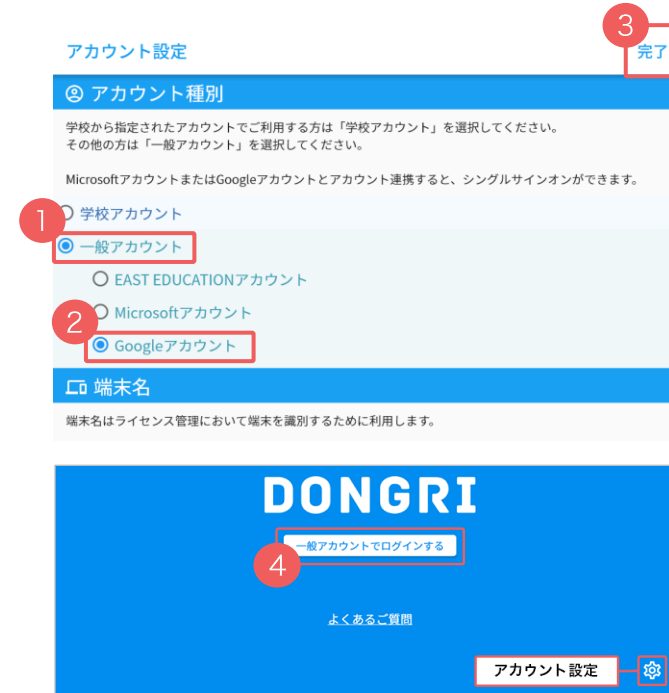 3
アカウント設定
完了
アカウント種別
学校から指定されたアカウントでご利用する方は「学校アカウント」を選択してください。
その他の方は「一般アカウント」を選択してください。
MicrosoftアカウントまたはGoogleアカウントとアカウント連携すると、シングルサインオンができます。
1
学校アカウント
一般アカウント
EAST EDUCATIONアカウント
Microsoftアカウント
2
Googleアカウント
端末名
端末名はライセンス管理において端末を識別するために利用します。
DONGRI
一般アカウントでログインする
4
よくあるご質問
アカウント設定